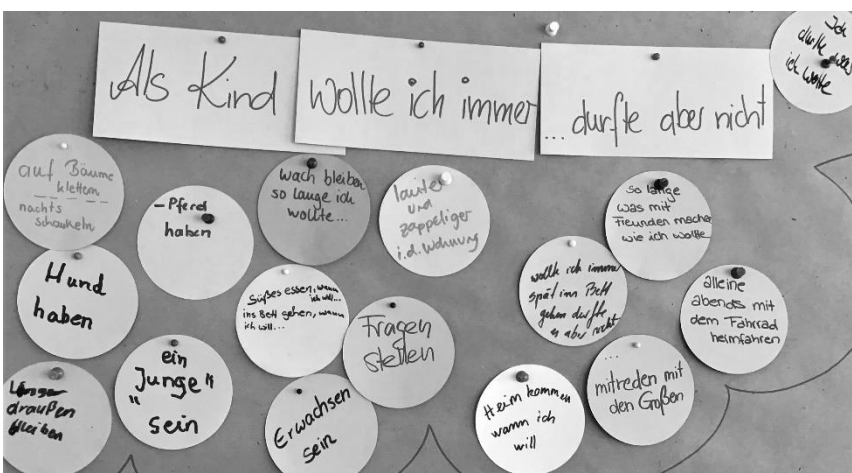 Als Kind wollte ich immer ... durfte aber nicht
Ich
durfte was
ich wollte
auf Bäume
klettern
nachts
schaukeln
- Pferd
haben
wach bleiben
so lange ich
wollte...
lauter
und
zappeliger
i.d. Wohnung
so lange
was mit
Freunden machen
wie ich wollte
Hund
haben
Süßes essen, wann
ich will...
ins Bett gehen, wann
ich will...
Fragen
stellen
wollte ich immer
spät ins Bett
gehen durfte
es aber nicht
alleine
abends mit
dem Fahrrad
heimfahren
Länger
draußen
bleiben
ein
"Junge"
sein
Erwachsen
sein
Heim kommen
wann ich
will
...
mitreden mit
den Großen